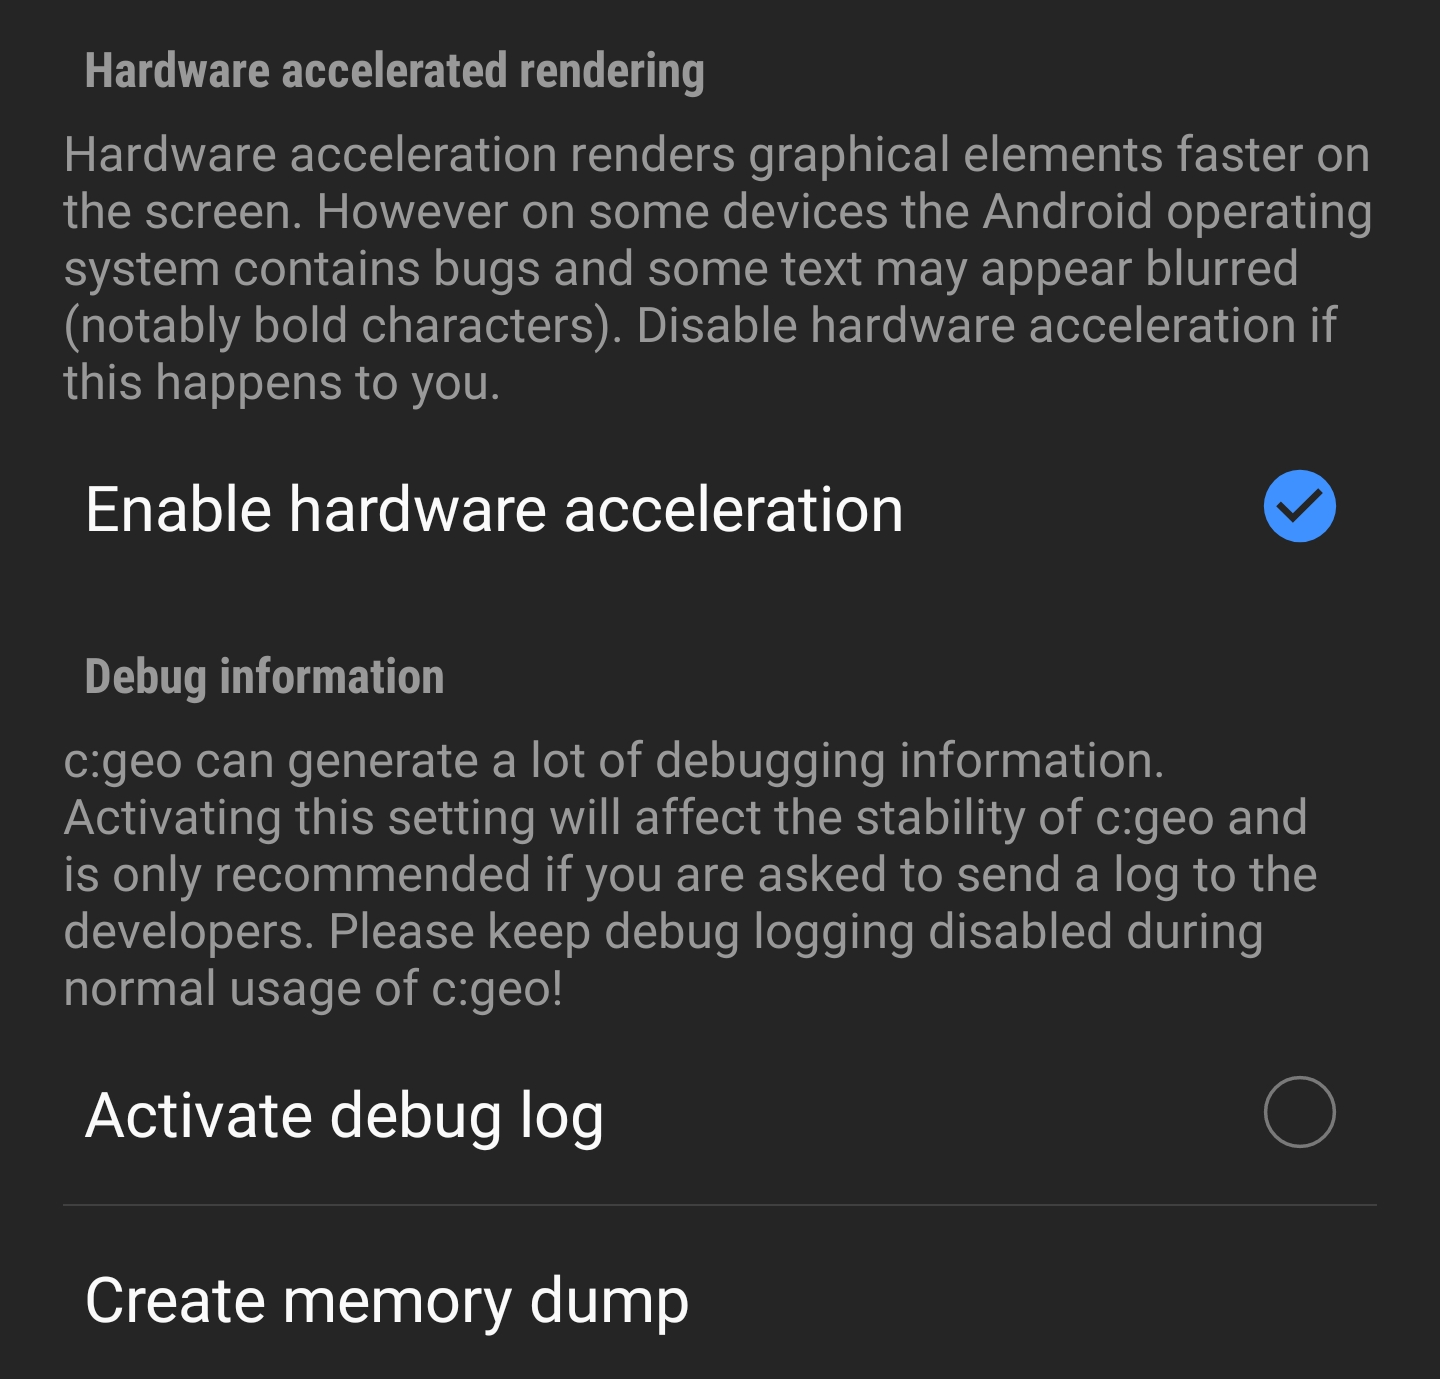 Hardware accelerated rendering
Hardware acceleration renders graphical elements faster on
the screen. However on some devices the Android operating
system contains bugs and some text may appear blurred
(notably bold characters). Disable hardware acceleration if
this happens to you.
Enable hardware acceleration
Debug information
c:geo can generate a lot of debugging information.
Activating this setting will affect the stability of c:geo and
is only recommended if you are asked to send a log to the
developers. Please keep debug logging disabled during
normal usage of c:geo!
Activate debug log
Create memory dump